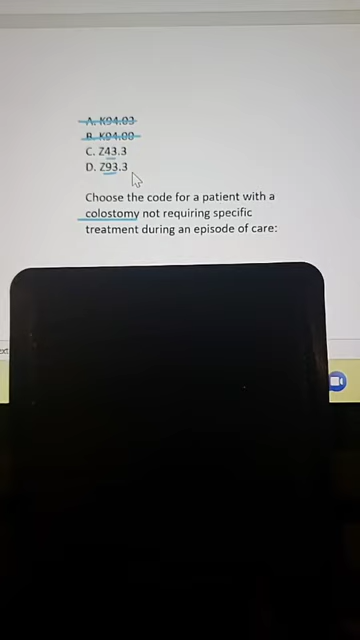 A. K94.03
B. K94.00
C. Z43.3
D. Z93.3
Choose the code for a patient with a
colostomy not requiring specific
treatment during an episode of care: